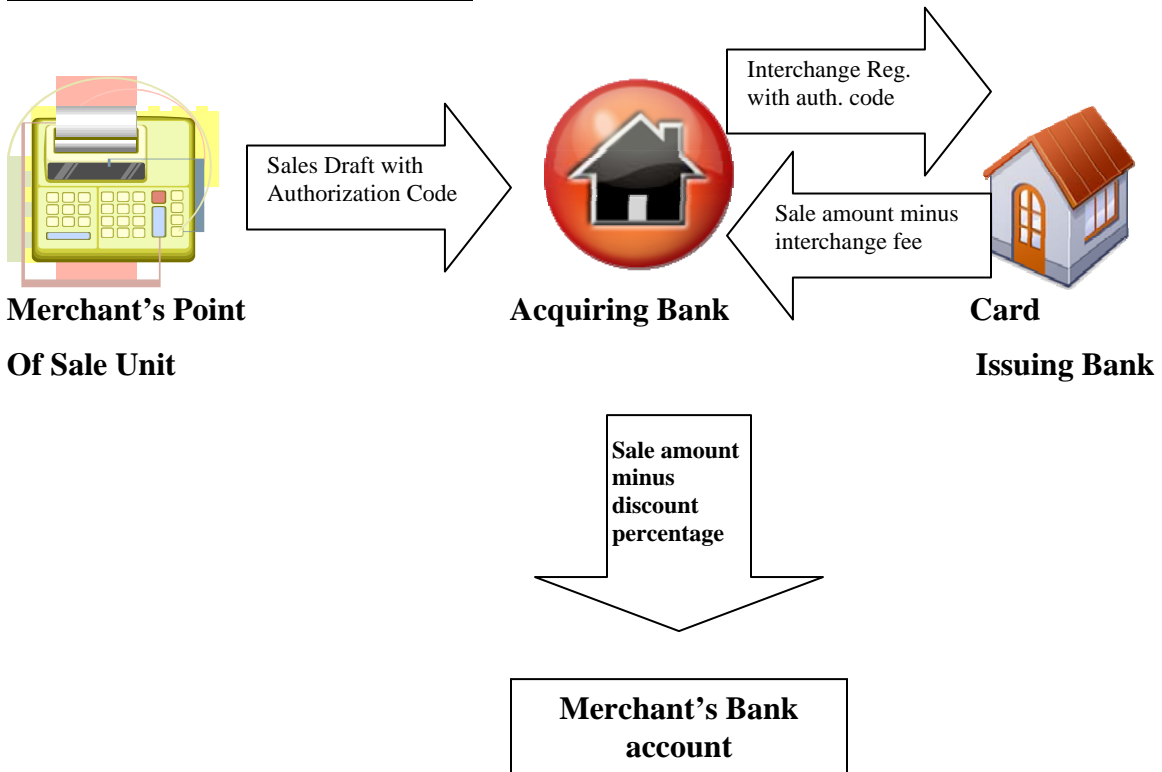 Interchange Reg.
with auth. code
Sales Draft with
Authorization Code
Sale amount minus
interchange fee
Merchant’s Point
Of Sale Unit
Acquiring Bank
Card
Issuing Bank
Sale amount
minus
discount
percentage
Merchant’s Bank
account